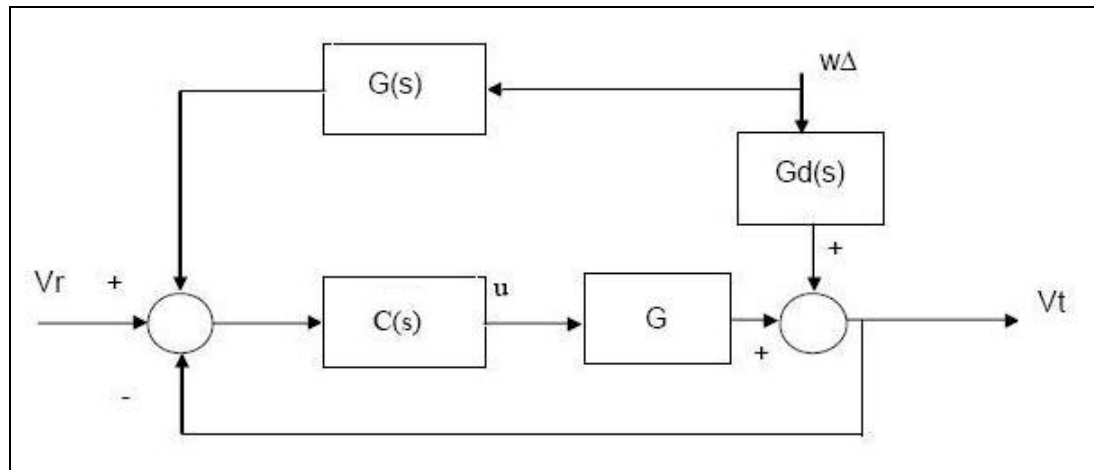 wΔ
G(s)
Gd(s)
+
Vr
+
u
Vt
C(s)
G
+
-